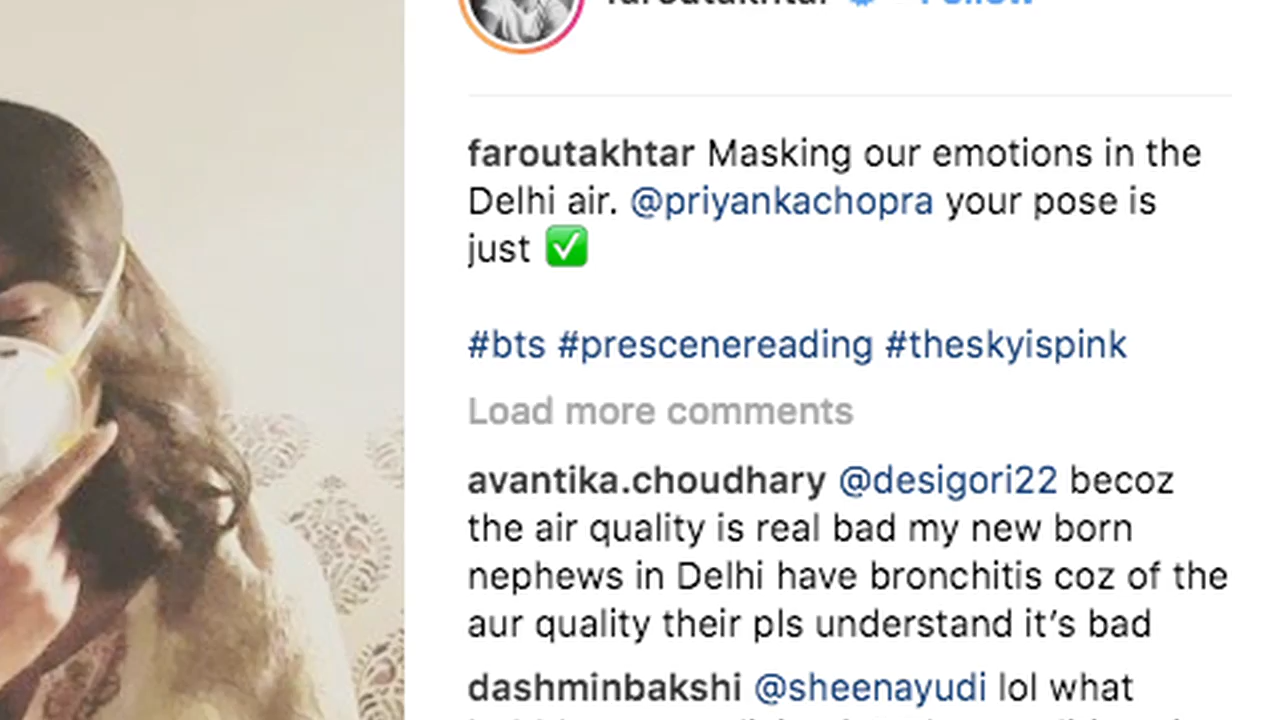 faroutakhtar Follow
faroutakhtar Masking our emotions in the
Delhi air. @priyankachopra your pose is
just ✅
#bts #prescenereading #theskyispink
Load more comments
avantika.choudhary @desigori22 becoz
the air quality is real bad my new born
nephews in Delhi have bronchitis coz of the
aur quality their pls understand it’s bad
dashminbakshi @sheenayudi lol what